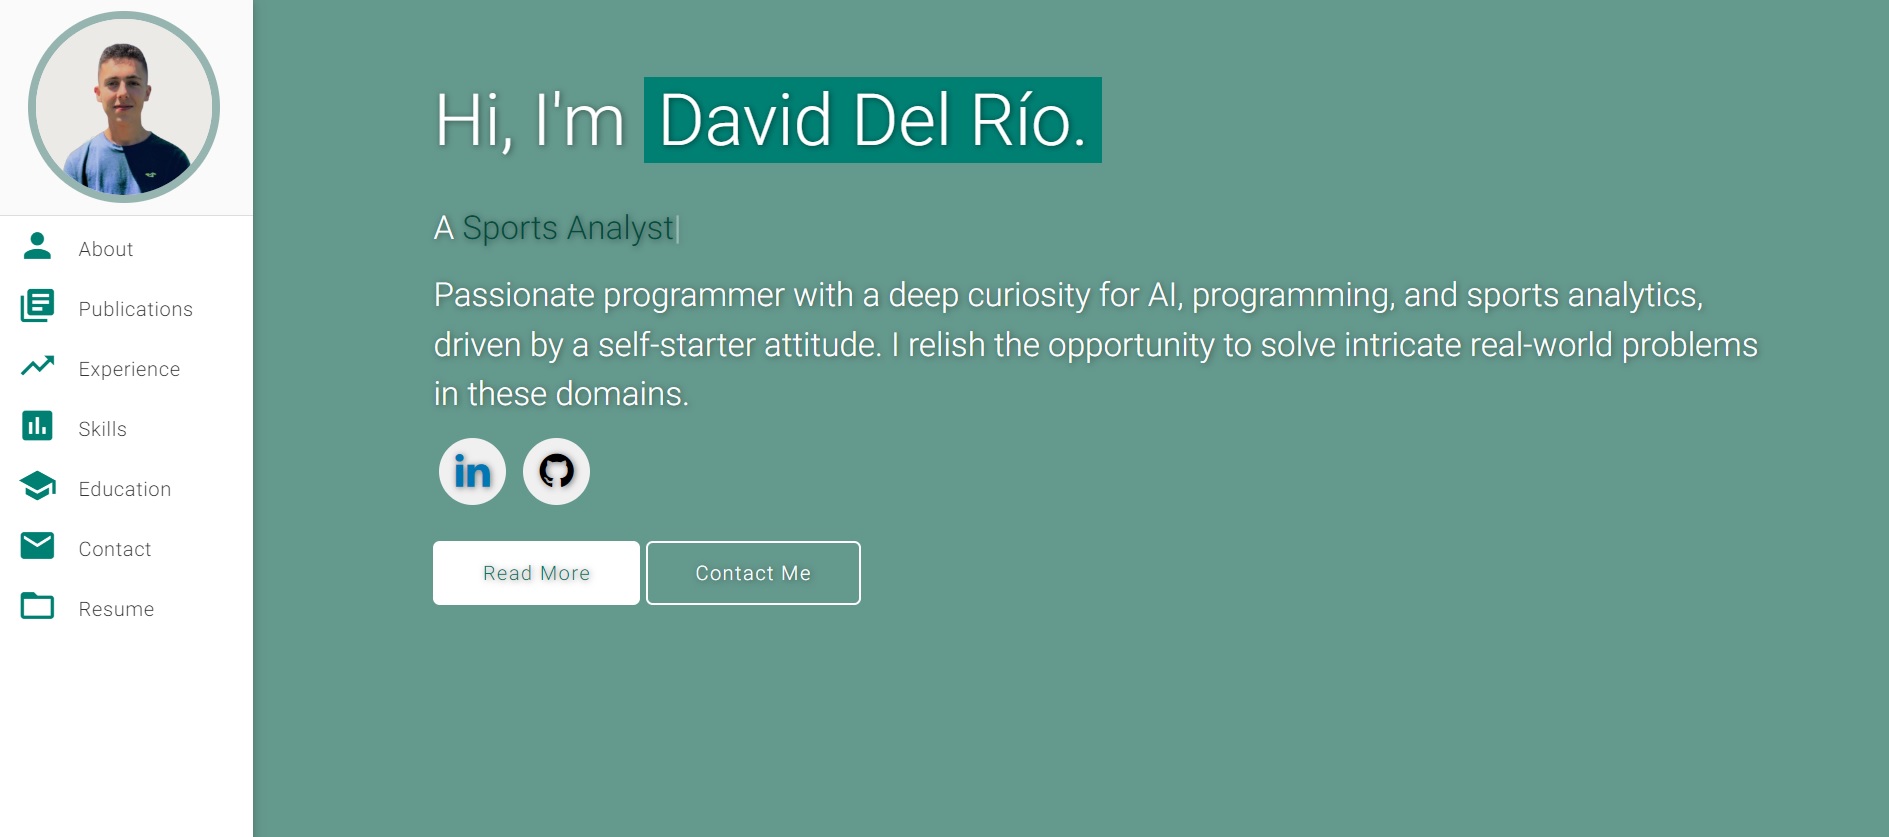 About
Publications
Experience
Skills
Education
Contact
Resume
Hi, I'm David Del Río.
A Sports Analyst|
Passionate programmer with a deep curiosity for AI, programming, and sports analytics,
driven by a self-starter attitude. I relish the opportunity to solve intricate real-world problems
in these domains.
in
Read More
Contact Me